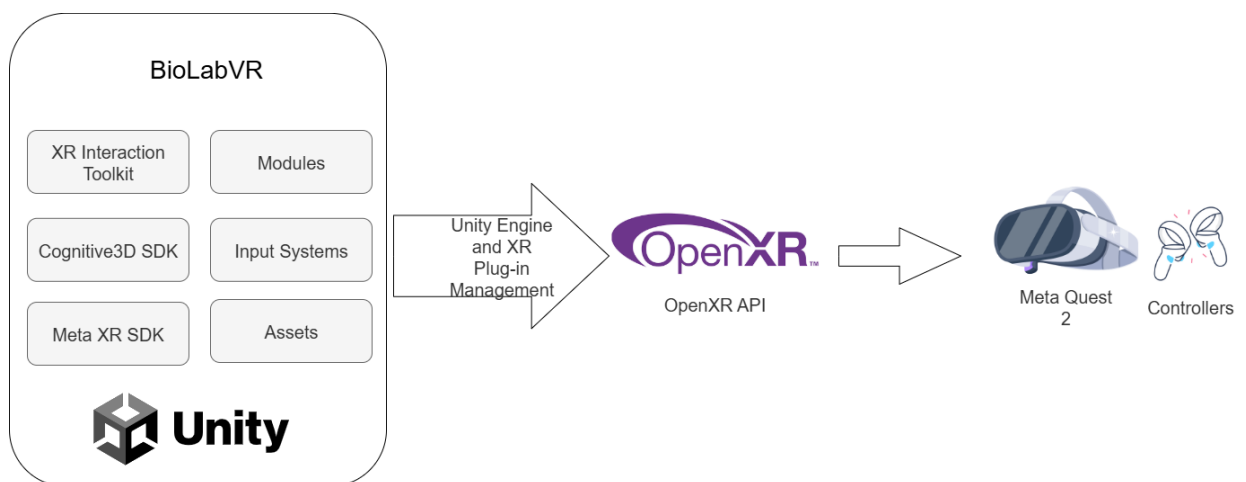 BioLabVR
XR Interaction
Toolkit
Modules
Cognitive3D SDK
Input Systems
Meta XR SDK
Assets
Unity
Unity Engine
and XR
Plug-in
Management
OpenXR™
OpenXR API
Meta Quest
2
Controllers